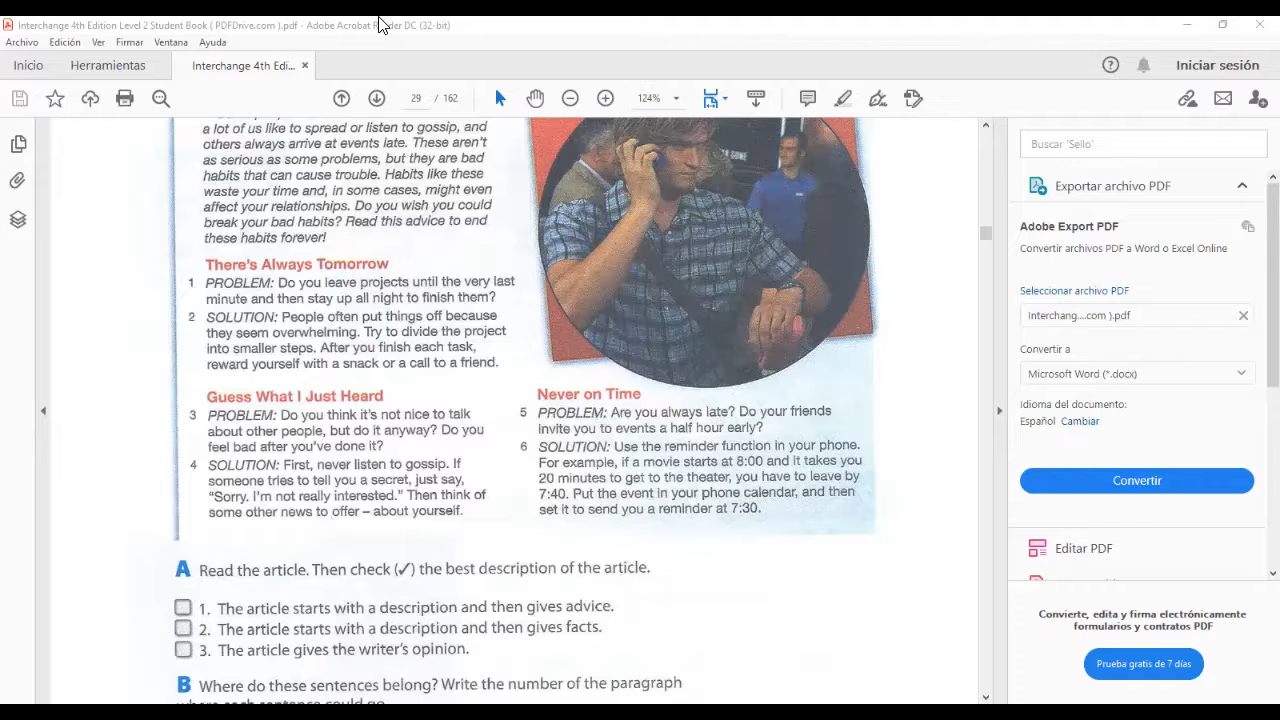 Interchange 4th Edition Level 2 Student Book ( PDFDrive.com ).pdf - Adobe Acrobat Reader DC (32-bit)
Archivo Edición Ver Firmar Ventana Ayuda
Inicio Herramientas Interchange 4th Edi... × Iniciar sesión
29 / 162 124%
a lot of us like to spread or listen to gossip, and
others always arrive at events late. These aren't
as serious as some problems, but they are bad
habits that can cause trouble. Habits like these
waste your time and, in some cases, might even
affect your relationships. Do you wish you could
break your bad habits? Read this advice to end
these habits forever!
There's Always Tomorrow
1 PROBLEM: Do you leave projects until the very last
minute and then stay up all night to finish them?
2 SOLUTION: People often put things off because
they seem overwhelming. Try to divide the project
into smaller steps. After you finish each task,
reward yourself with a snack or a call to a friend.
Guess What I Just Heard
3 PROBLEM: Do you think it's not nice to talk
about other people, but do it anyway? Do you
feel bad after you've done it?
4 SOLUTION: First, never listen to gossip. If
someone tries to tell you a secret, just say,
"Sorry. I'm not really interested." Then think of
some other news to offer – about yourself.
Never on Time
5 PROBLEM: Are you always late? Do your friends
invite you to events a half hour early?
6 SOLUTION: Use the reminder function in your phone.
For example, if a movie starts at 8:00 and it takes you
20 minutes to get to the theater, you have to leave by
7:40. Put the event in your phone calendar, and then
set it to send you a reminder at 7:30.
A Read the article. Then check (✓) the best description of the article.
1. The article starts with a description and then gives advice.
2. The article starts with a description and then gives facts.
3. The article gives the writer's opinion.
B Where do these sentences belong? Write the number of the paragraph
Buscar 'Sello'
Exportar archivo PDF
Adobe Export PDF
Convertir archivos PDF a Word o Excel Online
Seleccionar archivo PDF
Interchang....com ).pdf
Convertir a
Microsoft Word (*.docx)
Idioma del documento:
Español Cambiar
Convertir
Editar PDF
Convierte, edita y firma electrónicamente
formularios y contratos PDF
Prueba gratis de 7 días